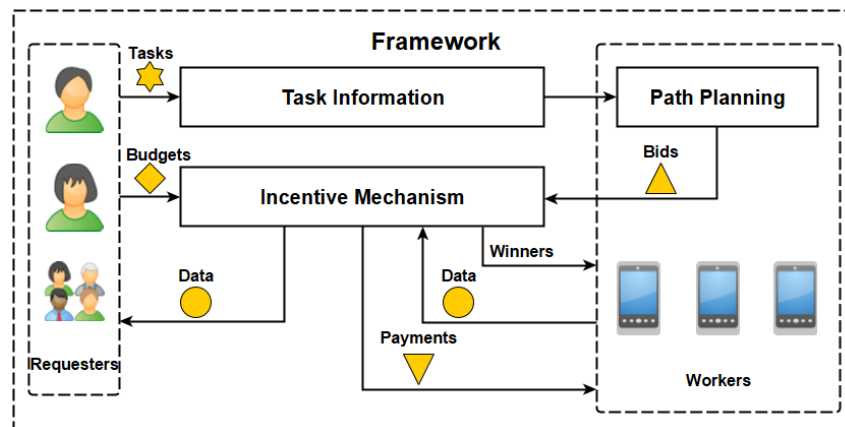 Framework
Tasks
Task Information
Path Planning
Budgets
Bids
Incentive Mechanism
Winners
Data
Data
Payments
Requesters
Workers